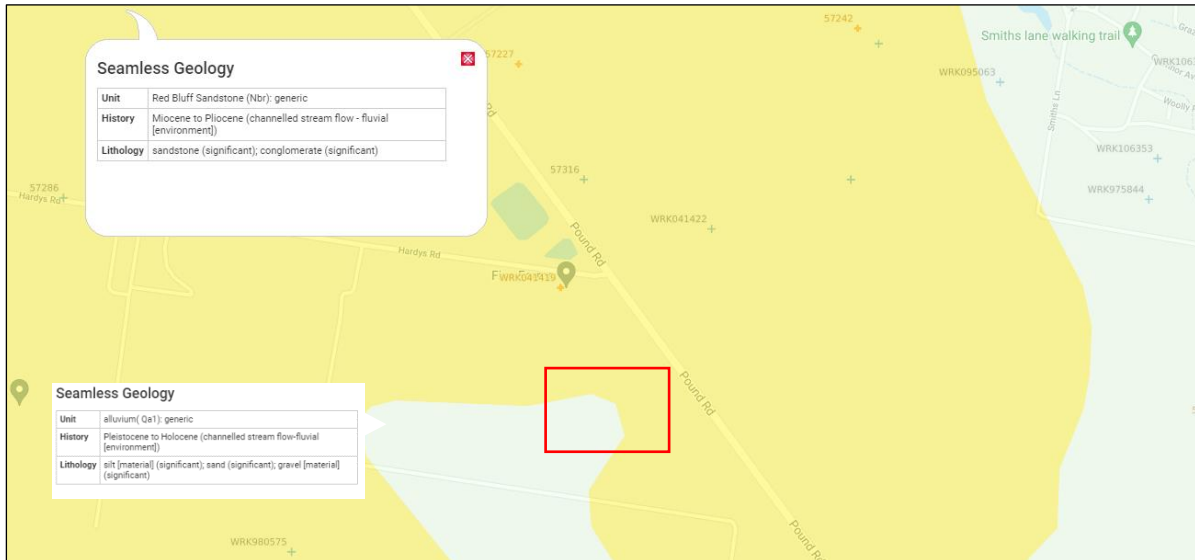 57242
Smiths lane walking trail
Seamless Geology
57227
WRK095063
Unit Red Bluff Sandstone (Nbr): generic
History Miocene to Pliocene (channelled stream flow - fluvial
[environment])
Lithology sandstone (significant); conglomerate (significant)
Rd
Smiths Ln
WRK106353
57316
57286
WRK975844
Hardys Rd
WRK041422
Pound Rd
Hardys Rd
WRK041419
Pound Rd
Seamless Geology
Unit alluvium( Qa1): generic
History Pleistocene to Holocene (channelled stream flow-fluvial
[environment])
Lithology silt [material] (significant); sand (significant); gravel [material]
(significant)
WRK980575
Pound Rd